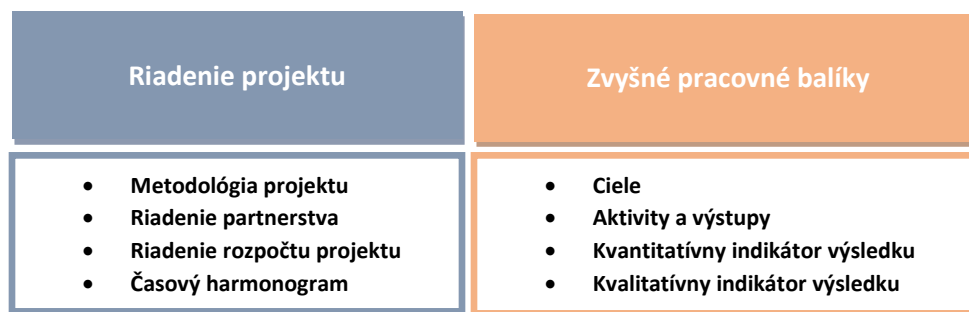 Riadenie projektu
• Metodológia projektu
• Riadenie partnerstva
• Riadenie rozpočtu projektu
• Časový harmonogram
Zvyšné pracovné balíky
• Ciele
• Aktivity a výstupy
• Kvantitatívny indikátor výsledku
• Kvalitatívny indikátor výsledku